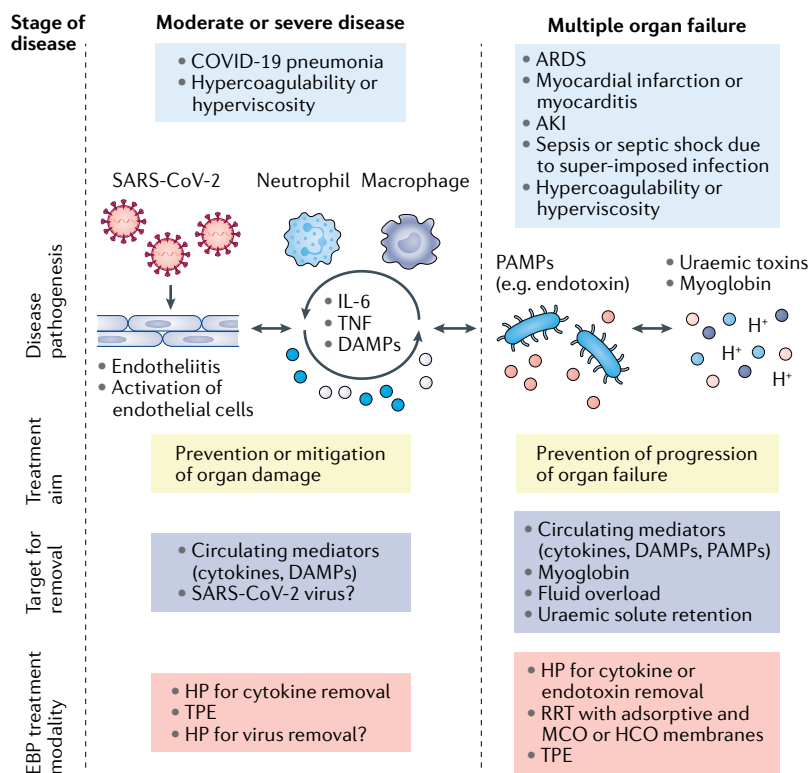 Stage of
disease
Moderate or severe disease
Multiple organ failure
• COVID-19 pneumonia
• Hypercoagulability or
hyperviscosity
• ARDS
• Myocardial infarction or
myocarditis
• AKI
• Sepsis or septic shock due
to super-imposed infection
• Hypercoagulability or
hyperviscosity
Disease
pathogenesis
SARS-CoV-2
Neutrophil
Macrophage
• IL-6
• TNF
• DAMPs
• Endotheliitis
• Activation of
endothelial cells
PAMPs
(e.g. endotoxin)
• Uraemic toxins
• Myoglobin
H⁺
H⁺
H⁺
Treatment
aim
Prevention or mitigation
of organ damage
Prevention of progression
of organ failure
Target for
removal
• Circulating mediators
(cytokines, DAMPs)
• SARS-CoV-2 virus?
• Circulating mediators
(cytokines, DAMPs, PAMPs)
• Myoglobin
• Fluid overload
• Uraemic solute retention
EBP treatment
modality
• HP for cytokine removal
• TPE
• HP for virus removal?
• HP for cytokine or
endotoxin removal
• RRT with adsorptive and
MCO or HCO membranes
• TPE